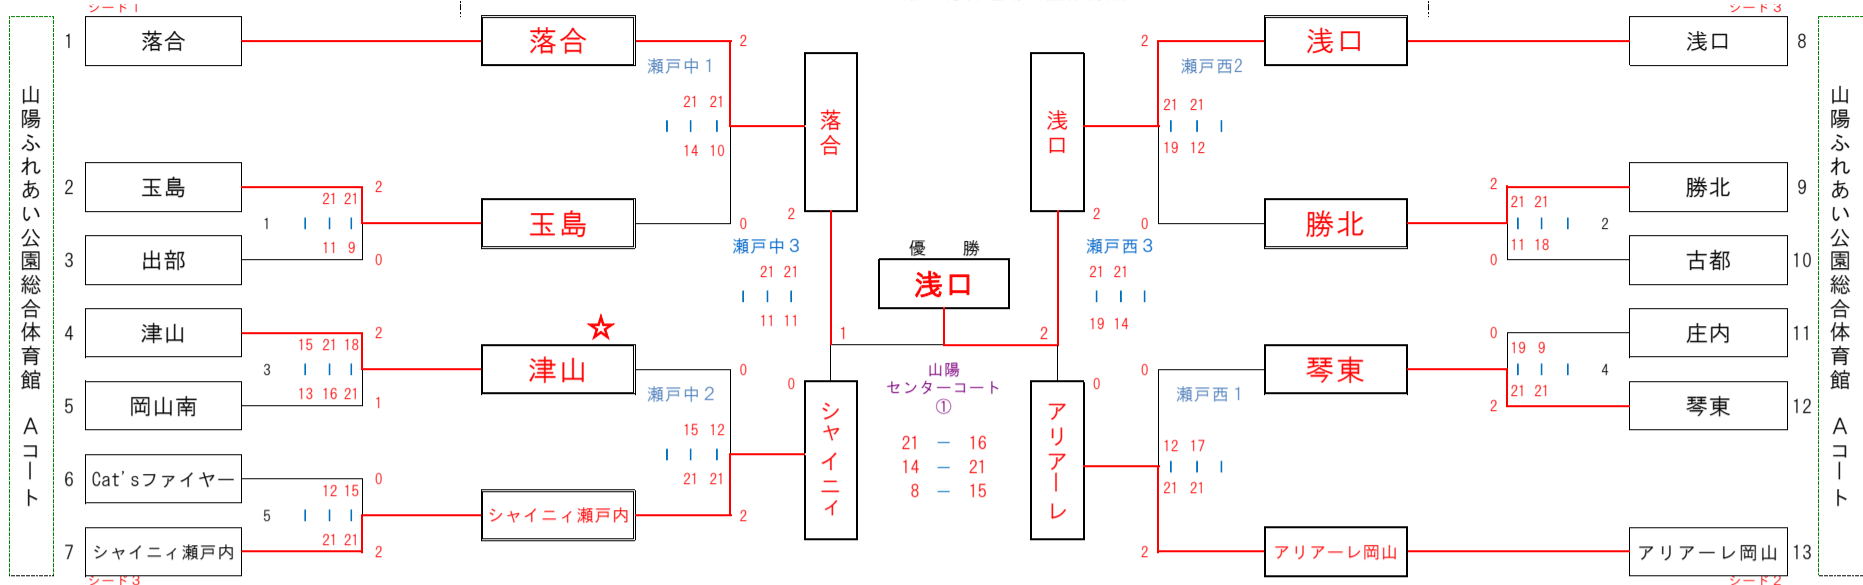 シード1
シード3
1
落合
落合
2
2
浅口
浅口
8
瀬戸中1
瀬戸西2
21 21
14 10
落合
浅口
21 21
19 12
山陽ふれあい公園総合体育館 Aコート
山陽ふれあい公園総合体育館 Aコート
2
玉島
2
21 21
1
11 9
0
3
出部
玉島
0
2
瀬戸中3
21 21
11 11
優勝
浅口
1
2
0
勝北
2
瀬戸西3
21 21
19 14
2
勝北
9
21 21
2
11 18
0
古都
10
4
津山
2
15 21 18
3
13 16 21
1
5
岡山南
☆
津山
0
0
瀬戸中2
15 12
21 21
山陽
センターコート
①
21 － 16
14 － 21
8 － 15
0
0
琴東
瀬戸西1
12 17
21 21
0
庄内
11
19 9
4
21 21
2
琴東
12
シャイニィ
アリアーレ
6
Cat'sファイヤー
0
12 15
5
21 21
2
7
シャイニィ瀬戸内
シャイニィ瀬戸内
2
2
アリアーレ岡山
アリアーレ岡山
13
シード3
シード2